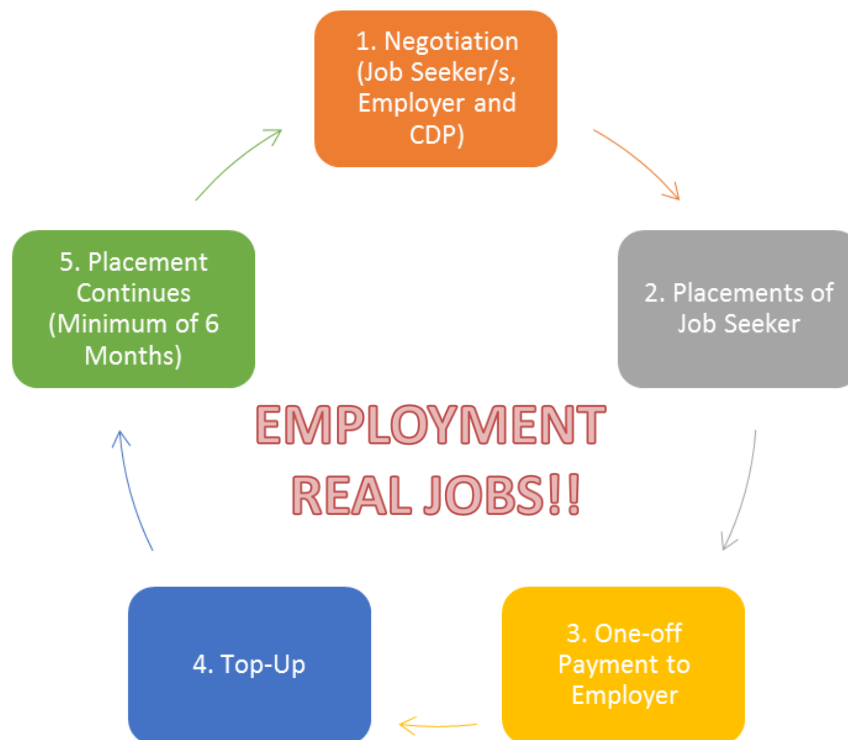 1. Negotiation
(Job Seeker/s,
Employer and
CDP)
2. Placements of
Job Seeker
3. One-off
Payment to
Employer
4. Top-Up
5. Placement
Continues
(Minimum of 6
Months)
EMPLOYMENT
REAL JOBS!!